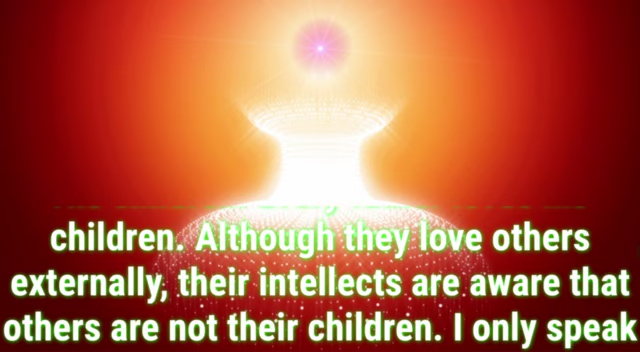 children. Although they love others
externally, their intellects are aware that
others are not their children. I only speak